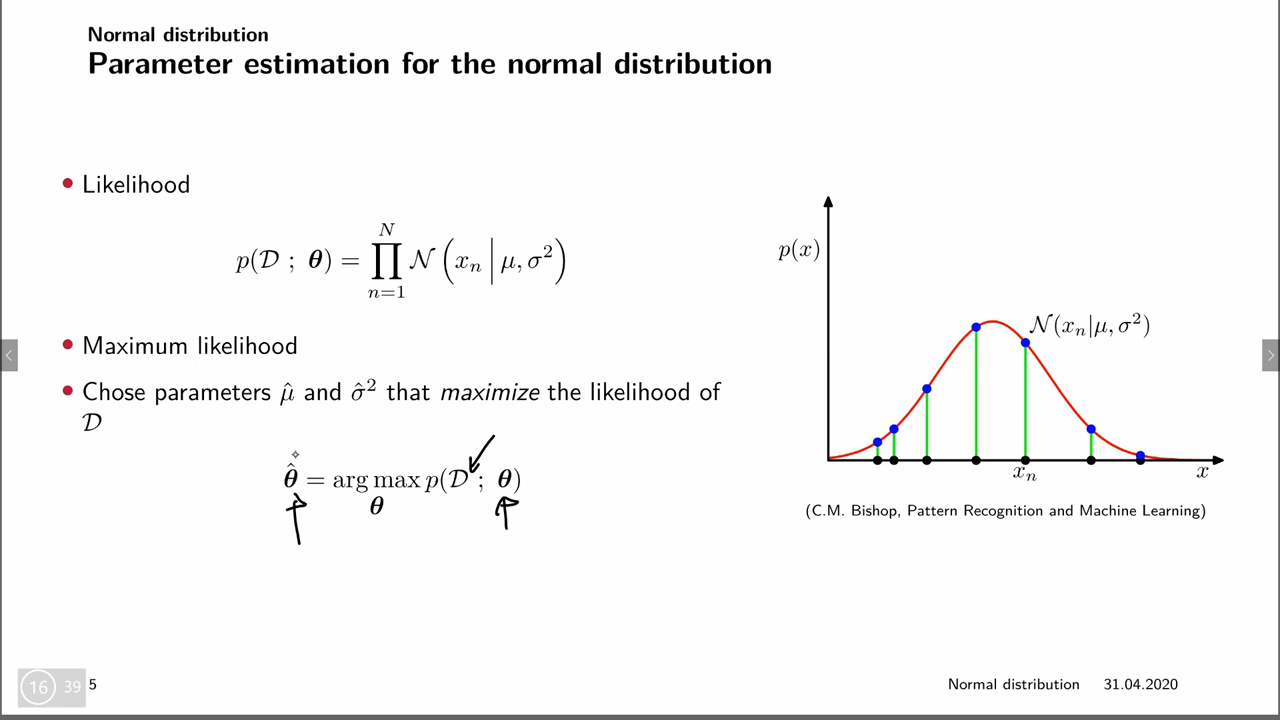 Normal distribution
Parameter estimation for the normal distribution
• Likelihood
p(𝒟 ; θ) = ∏_{n=1}^{N} 𝒩(x_n | μ, σ²)
• Maximum likelihood
• Chose parameters μ̂ and σ̂² that maximize the likelihood of
𝒟
θ̂ = arg max p(𝒟 ; θ)
θ
p(x)
𝒩(x_n|μ, σ²)
x_n
x
(C.M. Bishop, Pattern Recognition and Machine Learning)
16 39 5
Normal distribution 31.04.2020